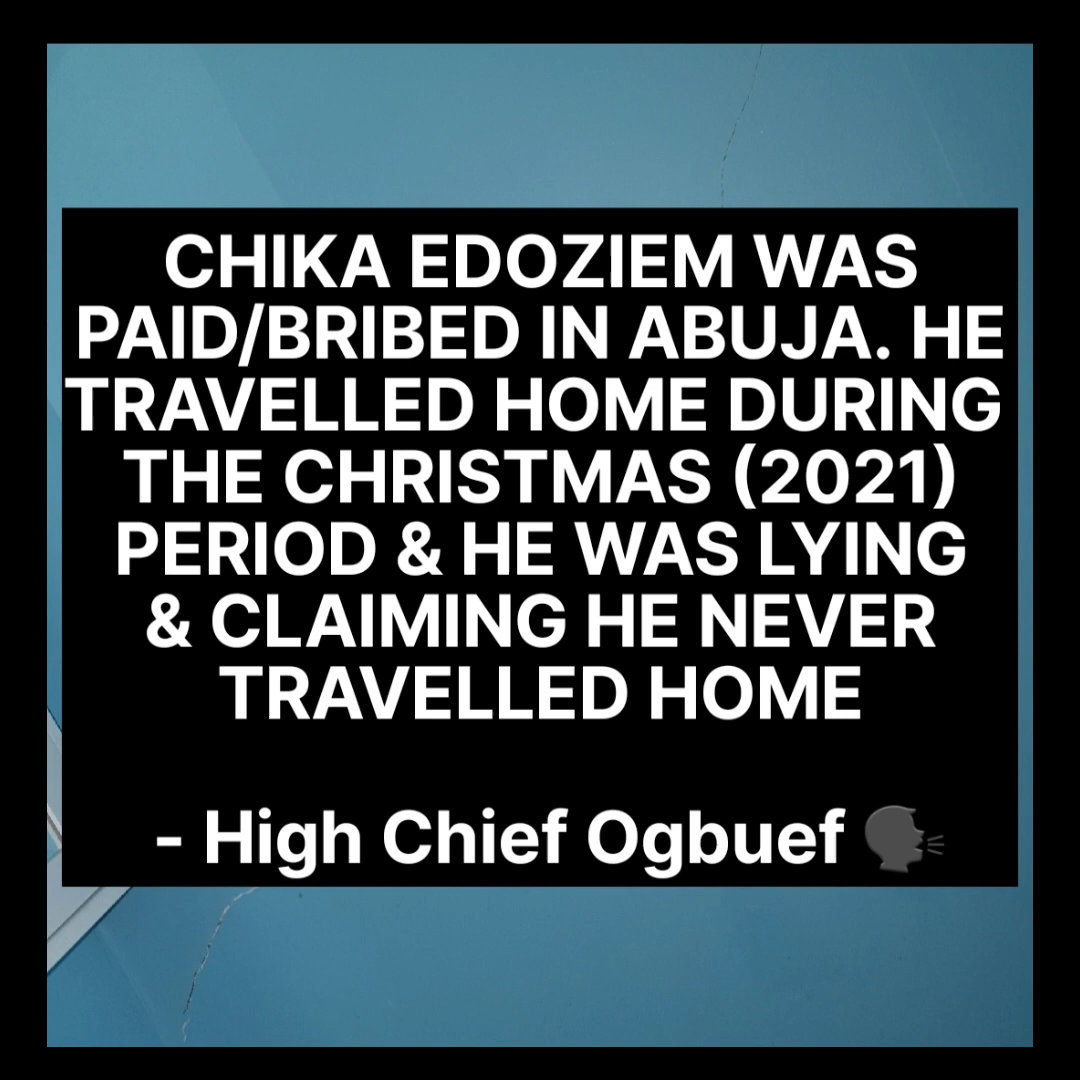 CHIKA EDOZIEM WAS
PAID/BRIBED IN ABUJA. HE
TRAVELLED HOME DURING
THE CHRISTMAS (2021)
PERIOD & HE WAS LYING
& CLAIMING HE NEVER
TRAVELLED HOME
- High Chief Ogbuef 🗣